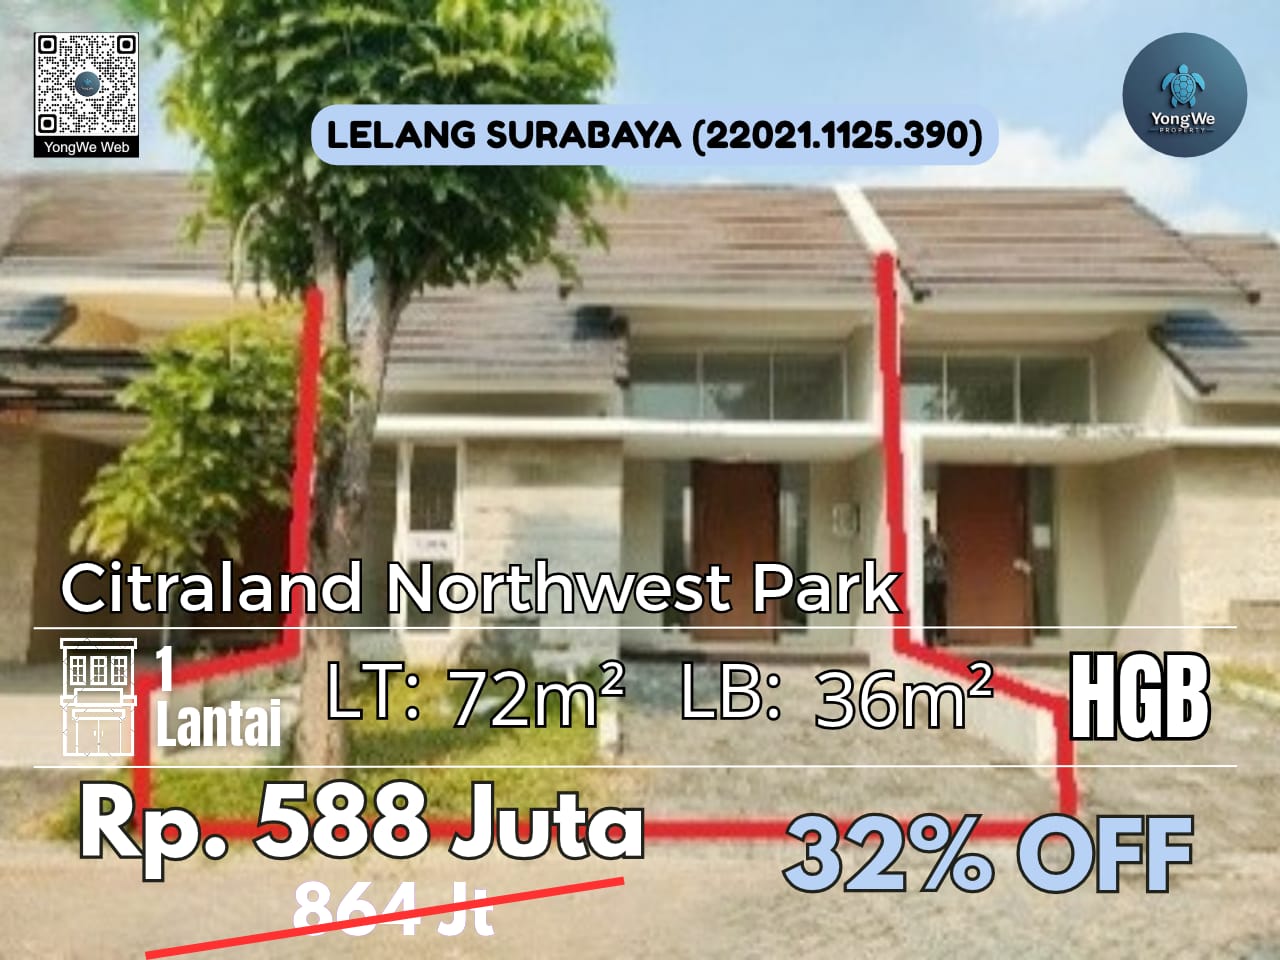 YongWe Web
LELANG SURABAYA (22021.1125.390)
YongWe
PROPERTY
Citraland Northwest Park
1
Lantai
LT: 72m²
LB: 36m²
HGB
Rp. 588 Juta
864 Jt
32% OFF